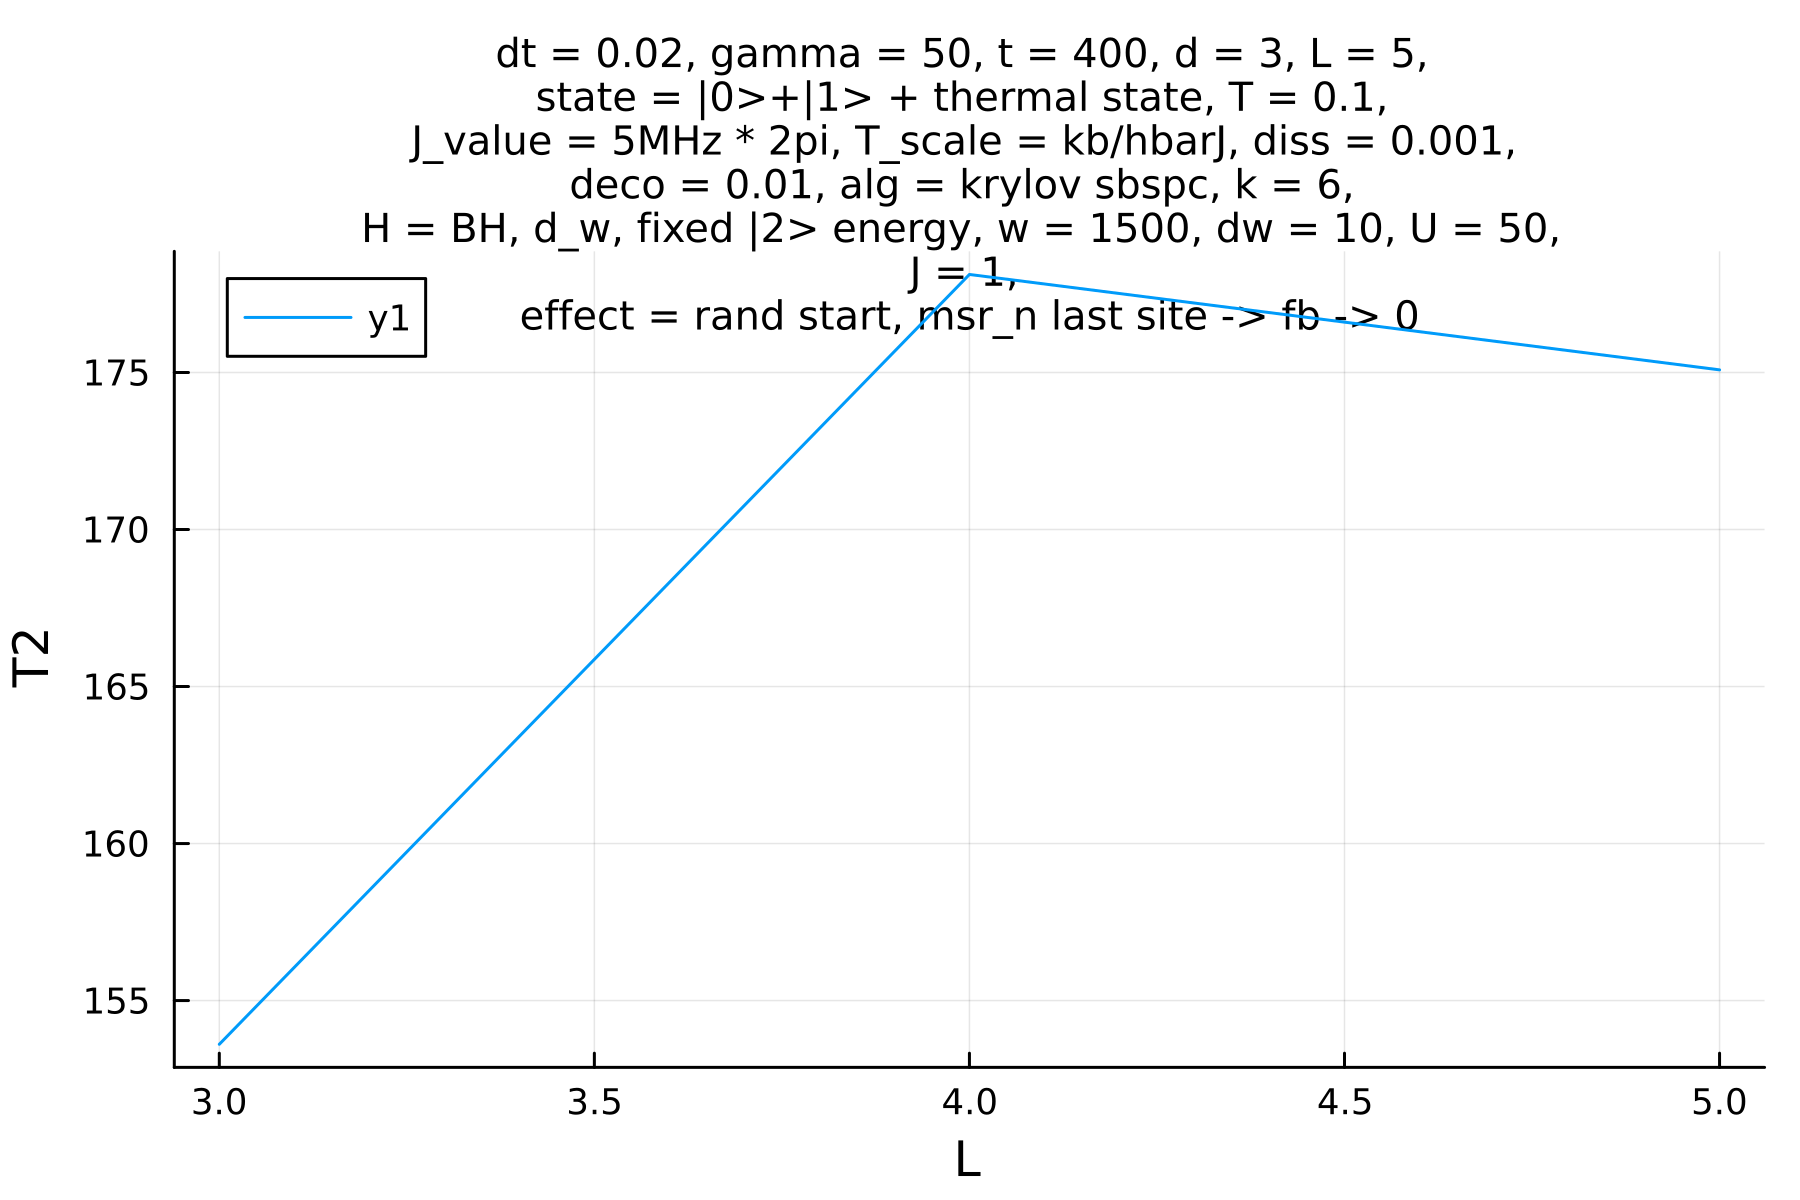 dt = 0.02, gamma = 50, t = 400, d = 3, L = 5,
state = |0>+|1> + thermal state, T = 0.1,
J_value = 5MHz * 2pi, T_scale = kb/hbarJ, diss = 0.001,
deco = 0.01, alg = krylov sbspc, k = 6,
H = BH, d_w, fixed |2> energy, w = 1500, dw = 10, U = 50,
J = 1,
effect = rand start, msr_n last site -> fb -> 0
y1
175
170
165
160
155
T2
3.0 3.5 4.0 4.5 5.0
L